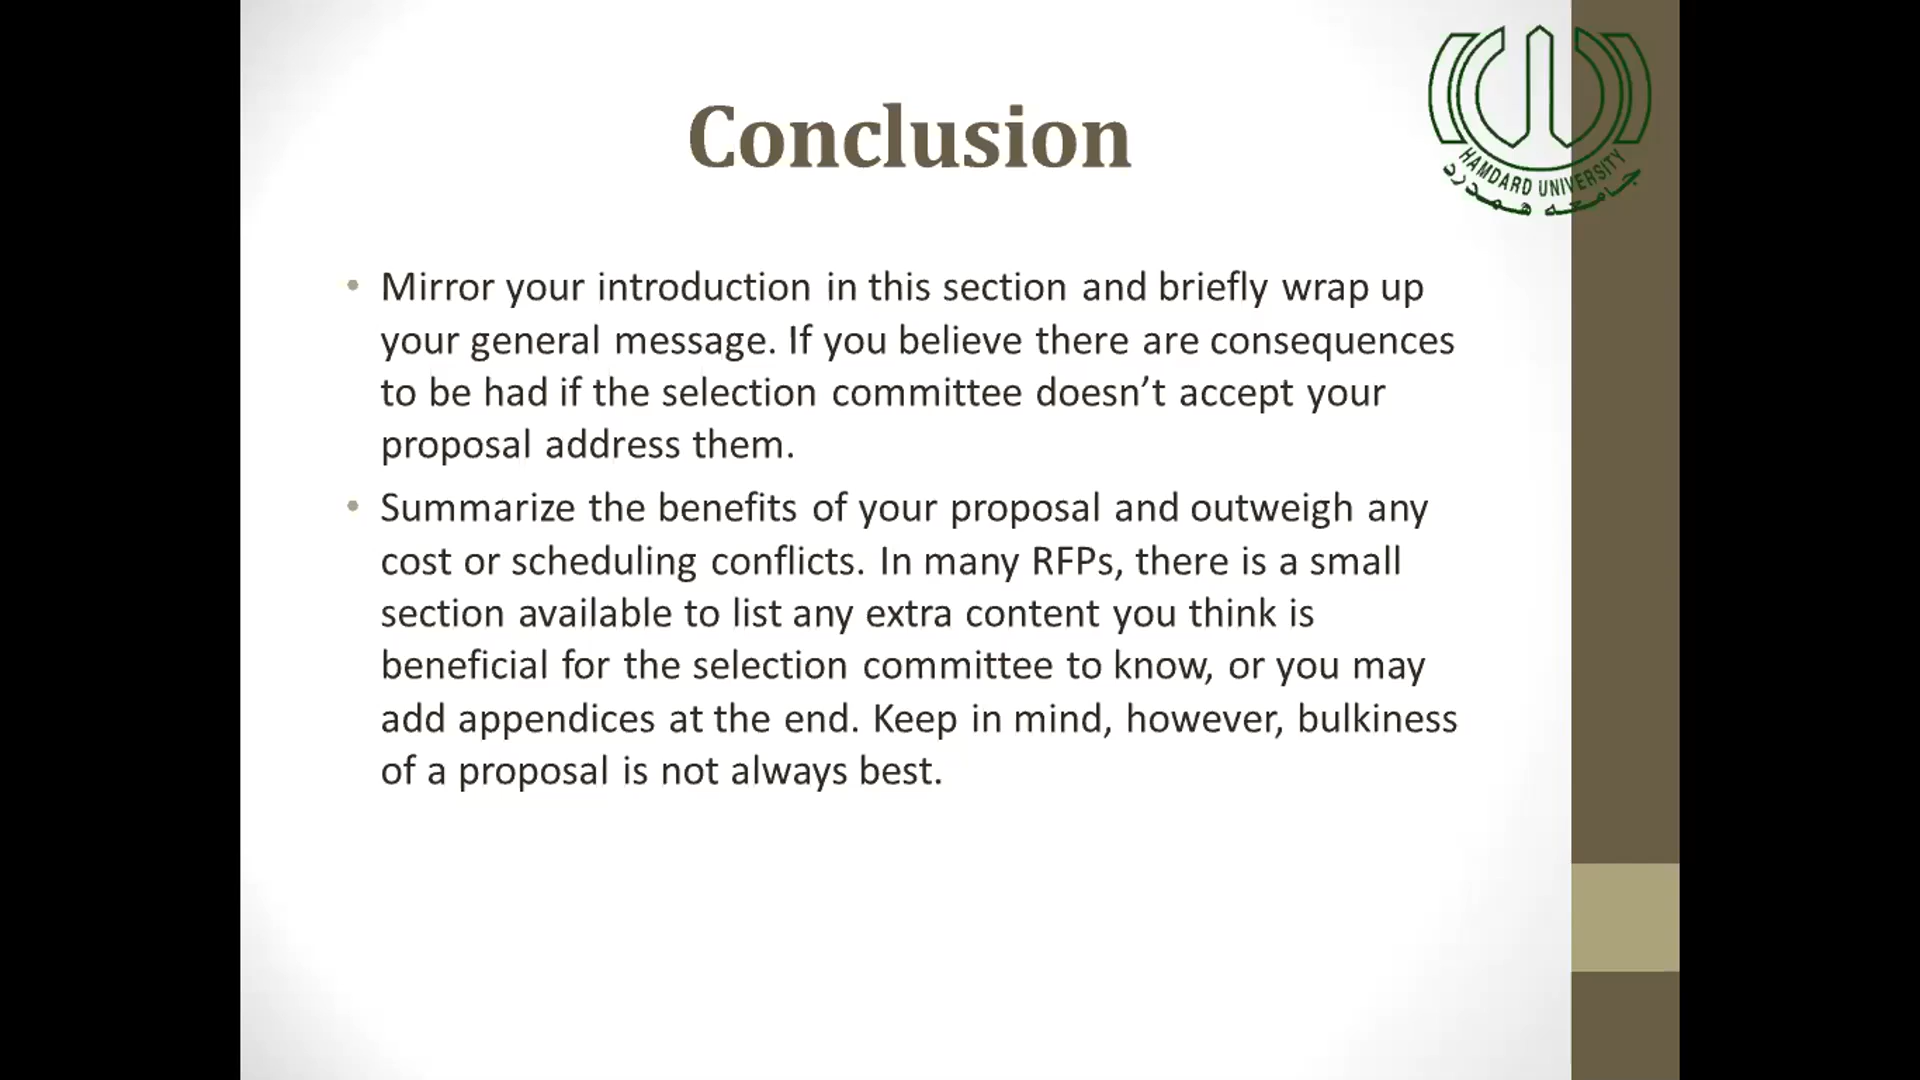 Conclusion
HAMDARD UNIVERSITY
جامعه همدرد
• Mirror your introduction in this section and briefly wrap up
your general message. If you believe there are consequences
to be had if the selection committee doesn’t accept your
proposal address them.
• Summarize the benefits of your proposal and outweigh any
cost or scheduling conflicts. In many RFPs, there is a small
section available to list any extra content you think is
beneficial for the selection committee to know, or you may
add appendices at the end. Keep in mind, however, bulkiness
of a proposal is not always best.